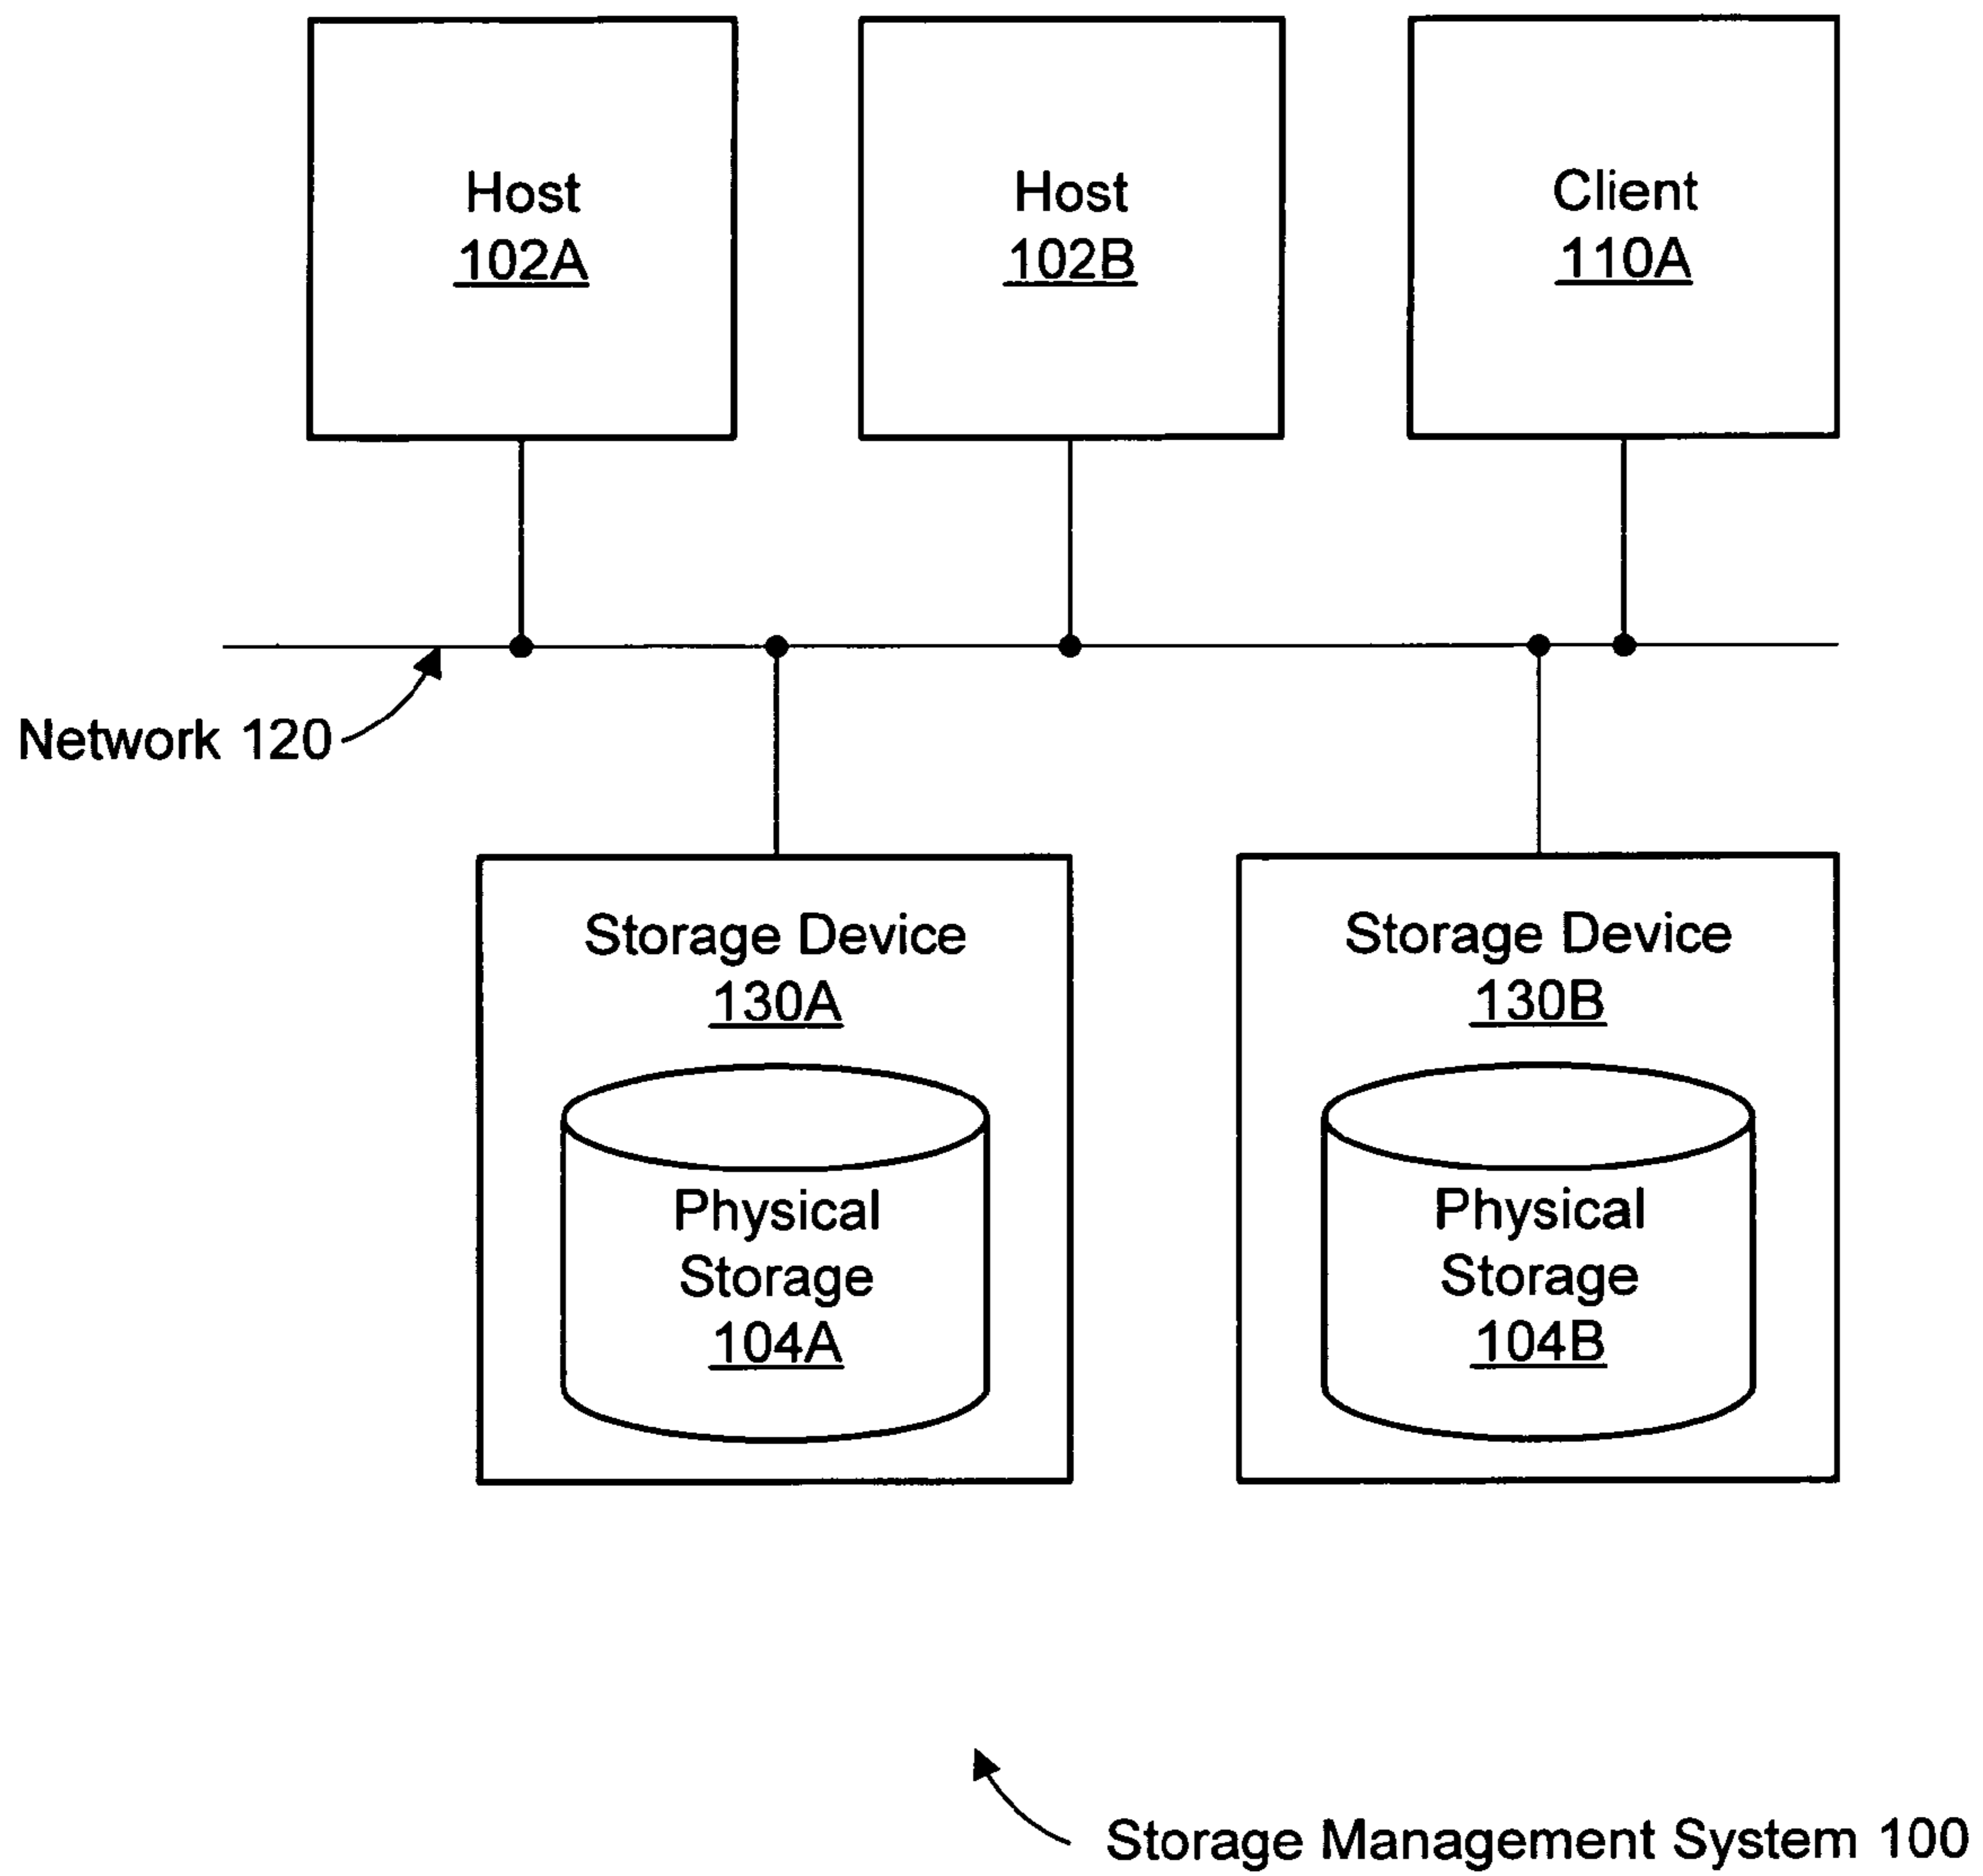 Host
102A
Host
102B
Client
110A
Network 120
Storage Device
130A
Physical
Storage
104A
Storage Device
130B
Physical
Storage
104B
Storage Management System 100